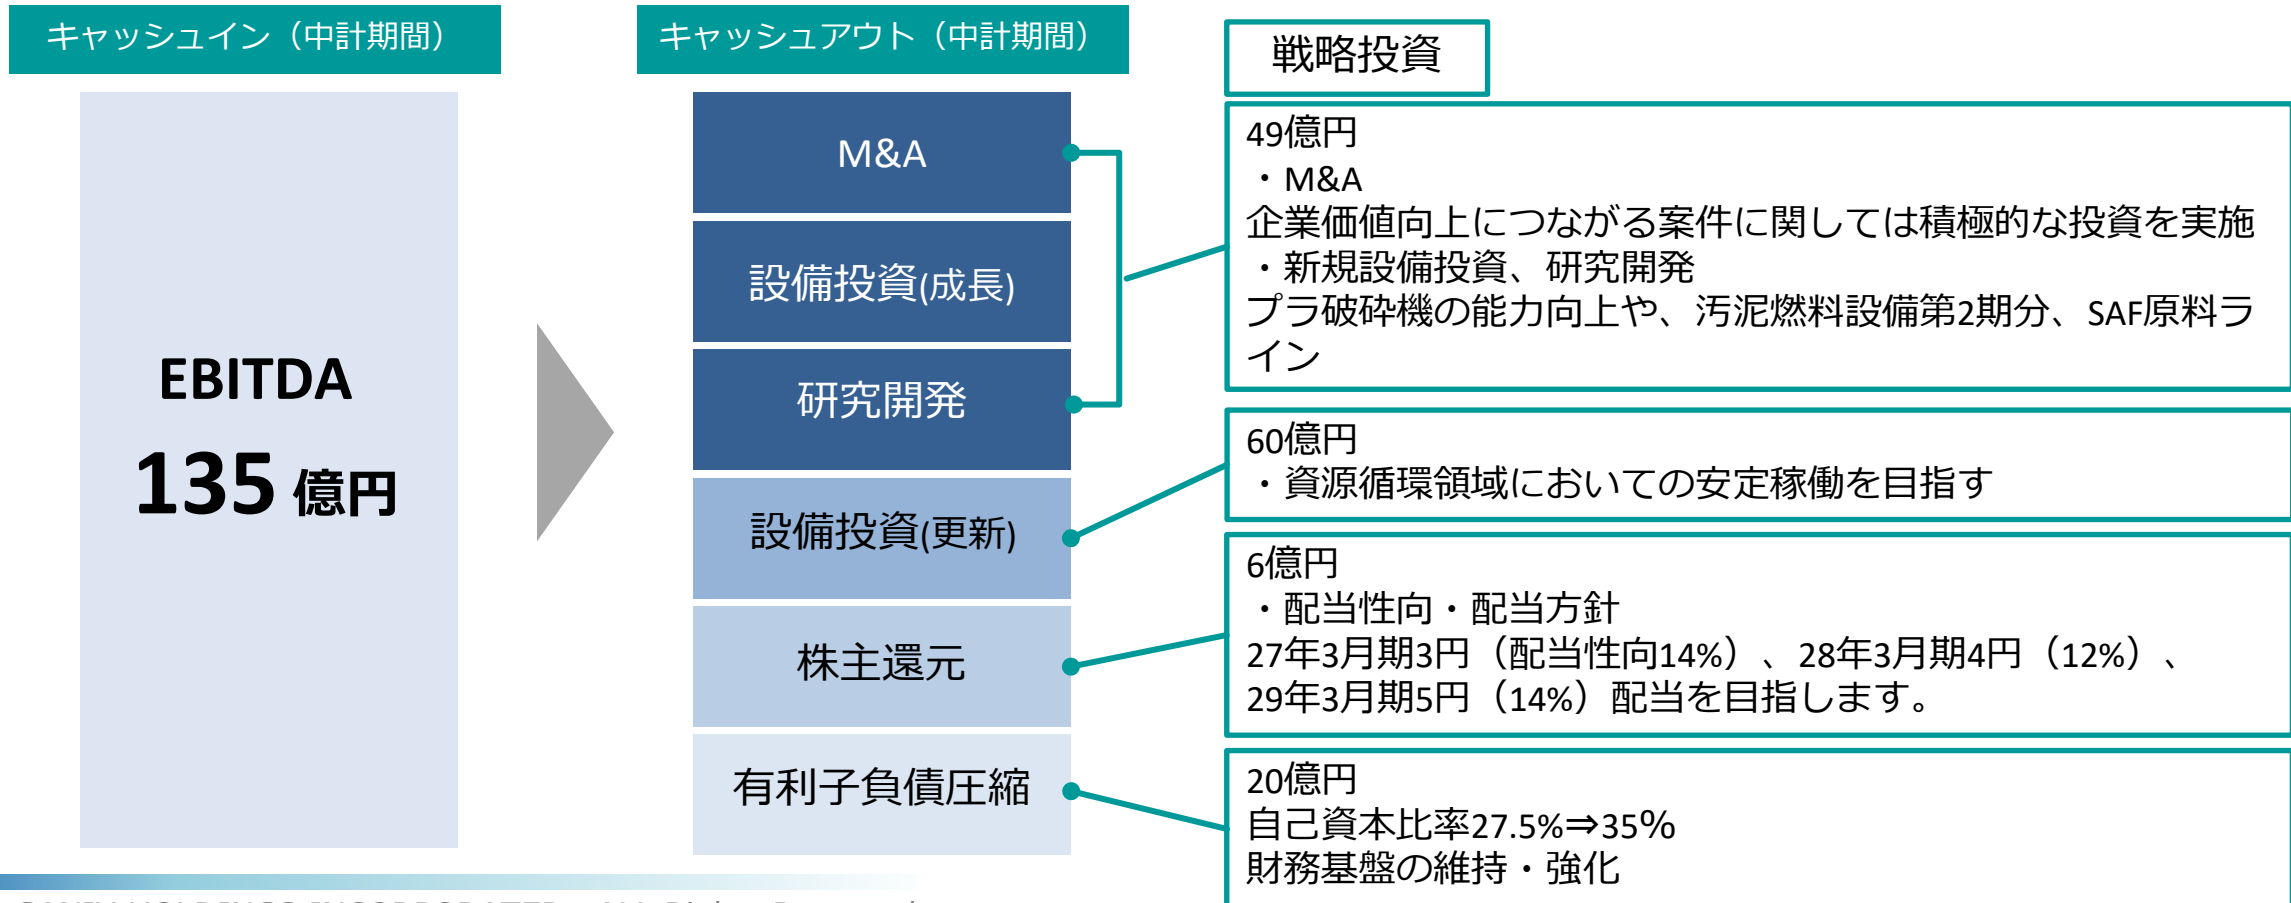 キャッシュイン（中計期間）
EBITDA
135 億円
キャッシュアウト（中計期間）
M&A
設備投資(成長)
研究開発
設備投資(更新)
株主還元
有利子負債圧縮
戦略投資
49億円
・M&A
企業価値向上につながる案件に関しては積極的な投資を実施
・新規設備投資、研究開発
プラ破砕機の能力向上や、汚泥燃料設備第2期分、SAF原料ラ
イン
60億円
・資源循環領域においての安定稼働を目指す
6億円
・配当性向・配当方針
27年3月期3円（配当性向14%）、28年3月期4円（12%）、
29年3月期5円（14%）配当を目指します。
20億円
自己資本比率27.5%⇒35%
財務基盤の維持・強化